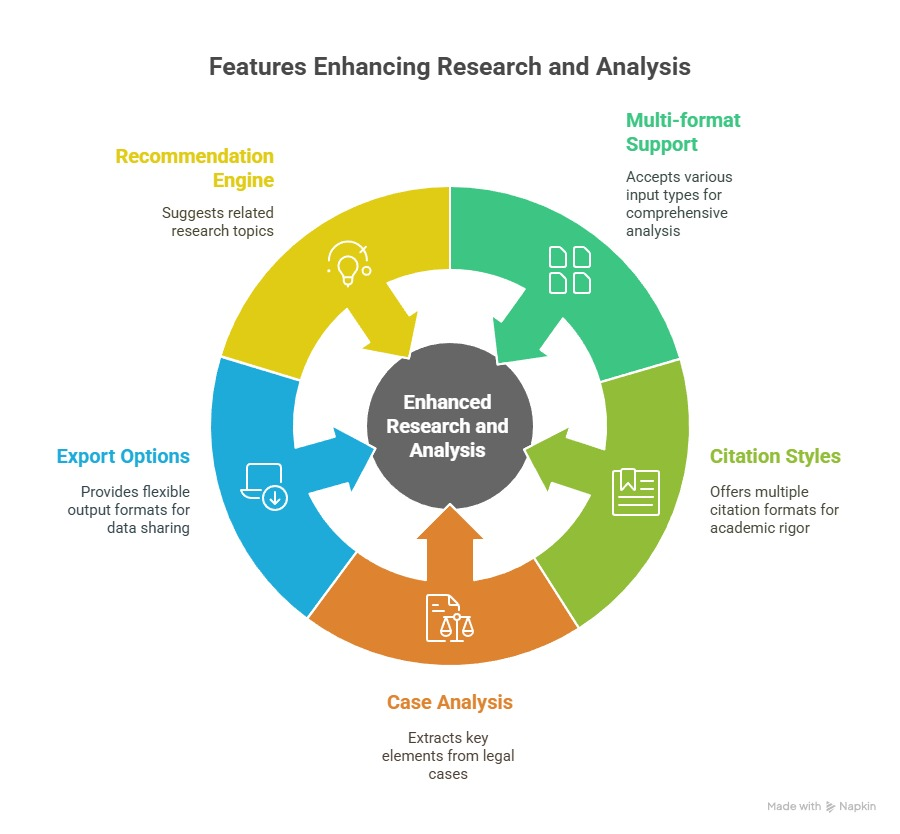 Features Enhancing Research and Analysis
Multi-format
Support
Accepts various
input types for
comprehensive
analysis
Recommendation
Engine
Suggests related
research topics
Enhanced
Research and
Analysis
Export Options
Provides flexible
output formats for
data sharing
Citation Styles
Offers multiple
citation formats for
academic rigor
Case Analysis
Extracts key
elements from legal
cases
Made with Napkin